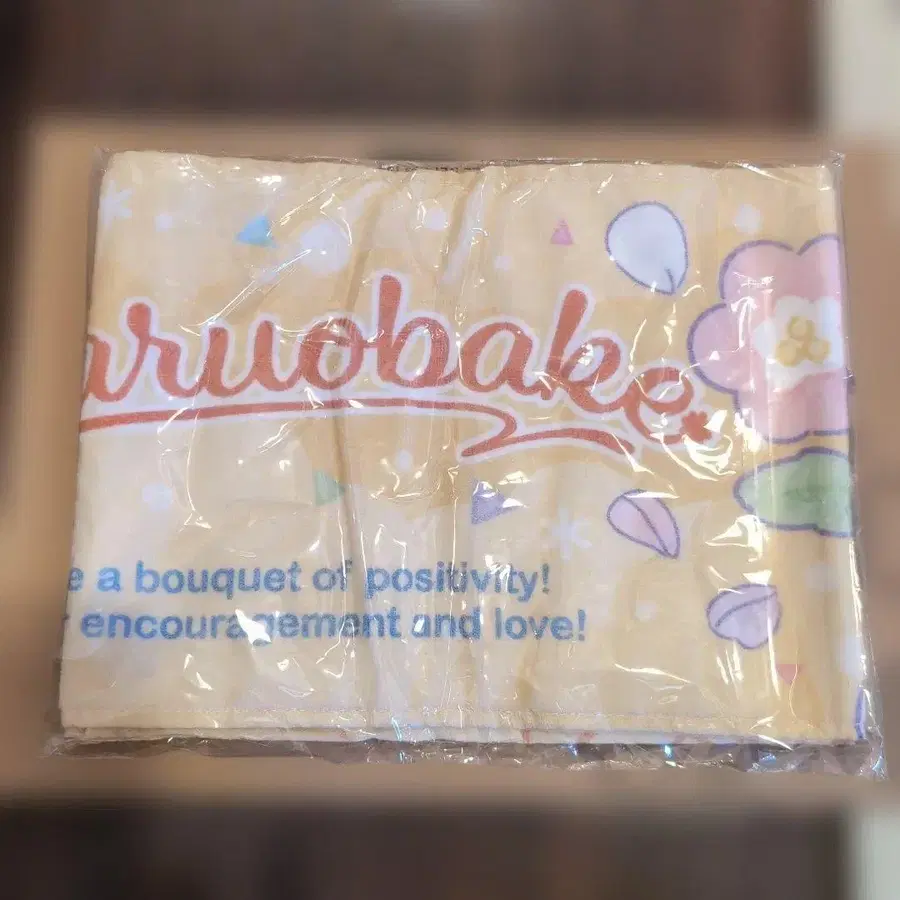 aruobake
e a bouquet of positivity!
encouragement and love!